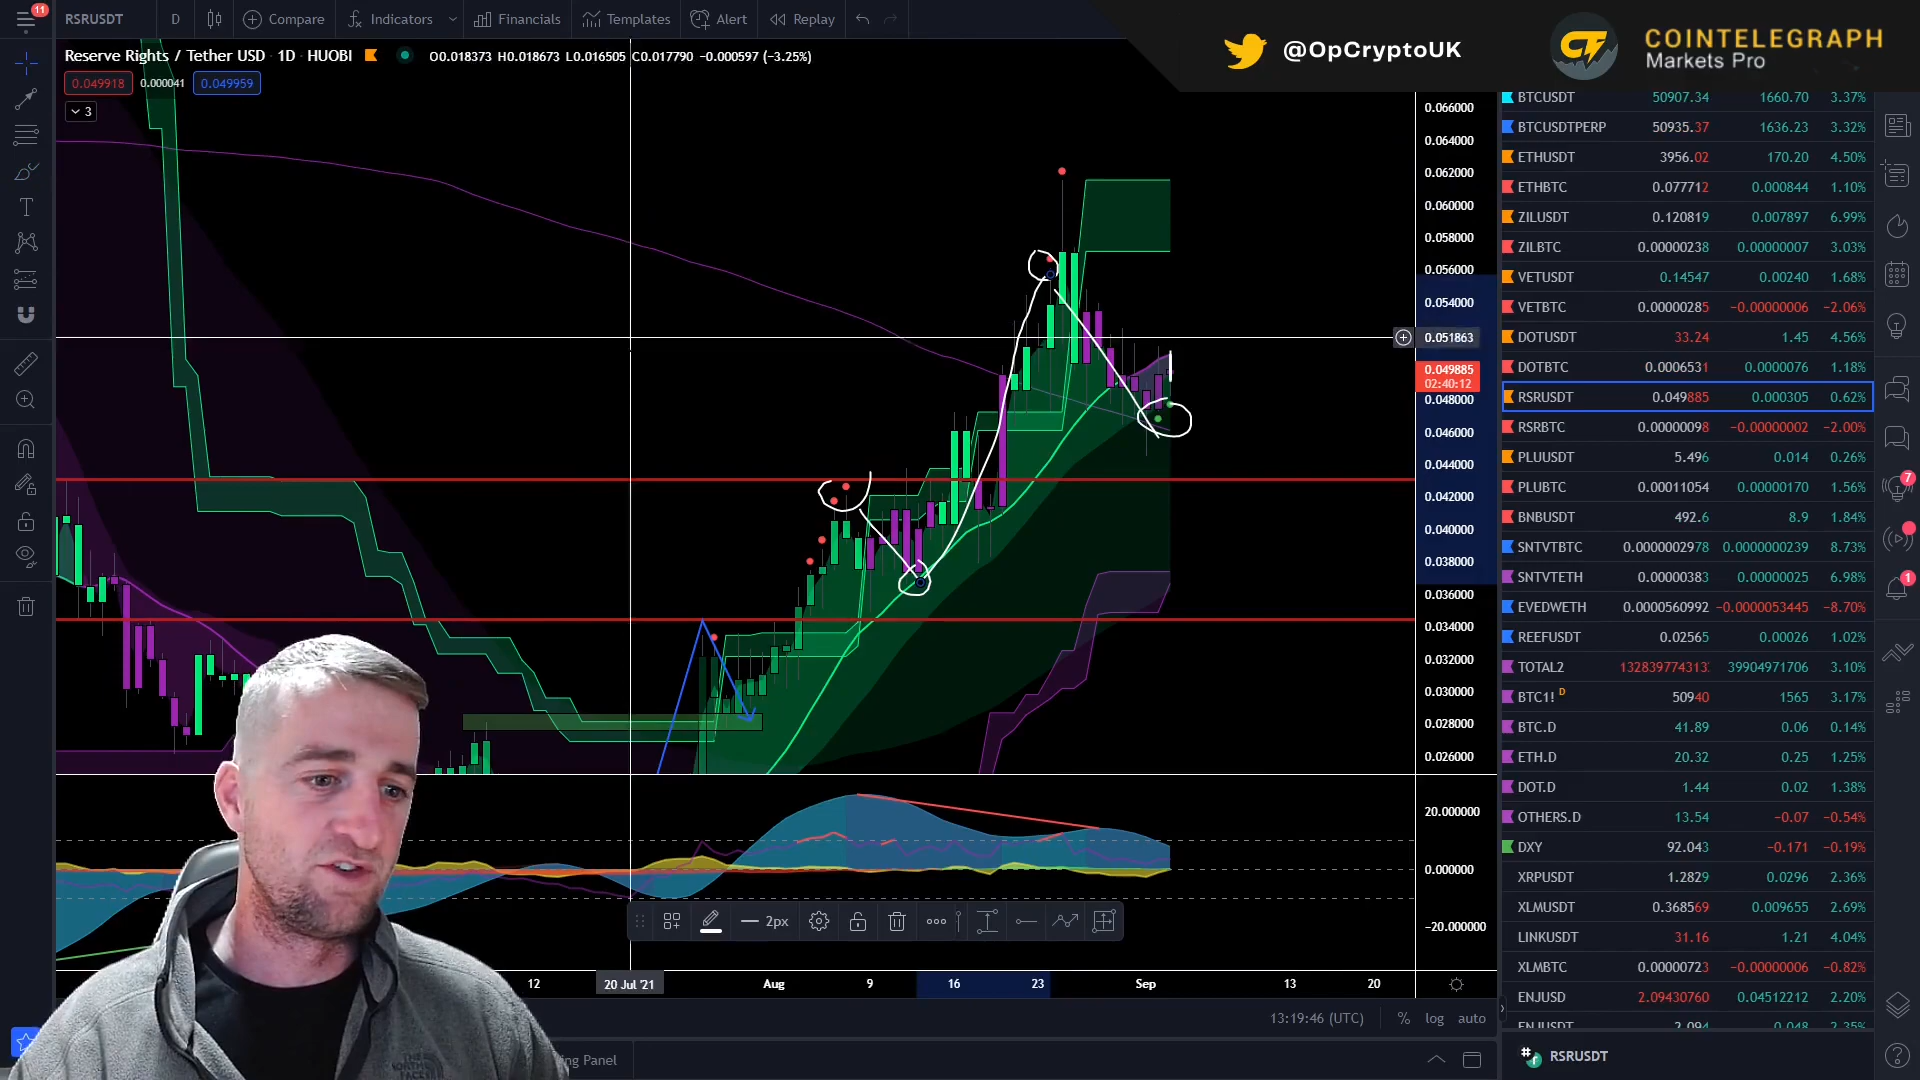 11
RSRUSDT
D
Compare
Indicators
Financials
Templates
Alert
Replay
@OpCryptoUK
COINTELEGRAPH
Markets Pro
Reserve Rights / Tether USD · 1D · HUOBI
O0.018373 H0.018673 L0.016505 C0.017790 −0.000597 (−3.25%)
0.049918 0.000041 0.049959
3
0.066000
0.064000
0.062000
0.060000
0.058000
0.056000
0.054000
0.051863
0.049885
02:40:12
0.048000
0.046000
0.044000
0.042000
0.040000
0.038000
0.036000
0.034000
0.032000
0.030000
0.028000
0.026000
20.000000
0.000000
−20.000000
BTCUSDT 50907.34 1660.70 3.37%
BTCUSDTPERP 50935.37 1636.23 3.32%
ETHUSDT 3956.02 170.20 4.50%
ETHBTC 0.077712 0.000844 1.10%
ZILUSDT 0.120819 0.007897 6.99%
ZILBTC 0.00000238 0.00000007 3.03%
VETUSDT 0.14547 0.00240 1.68%
VETBTC 0.00000285 −0.00000006 −2.06%
DOTUSDT 33.24 1.45 4.56%
DOTBTC 0.0006531 0.0000076 1.18%
RSRUSDT 0.049885 0.000305 0.62%
RSRBTC 0.00000098 −0.00000002 −2.00%
PLUUSDT 5.496 0.014 0.26%
PLUBTC 0.00011054 0.00000170 1.56%
BNBUSDT 492.6 8.9 1.84%
SNTVTBTC 0.0000002978 0.0000000239 8.73%
SNTVTETH 0.00000383 0.00000025 6.98%
EVEDWETH 0.0000560992 −0.0000053445 −8.70%
REEFUSDT 0.02565 0.00026 1.02%
TOTAL2 132839774313 39904971706 3.10%
BTC1! D 50940 1565 3.17%
BTC.D 41.89 0.06 0.14%
ETH.D 20.32 0.25 1.25%
DOT.D 1.44 0.02 1.38%
OTHERS.D 13.54 −0.07 −0.54%
DXY 92.043 −0.171 −0.19%
XRPUSDT 1.2829 0.0296 2.36%
XLMUSDT 0.368569 0.009655 2.69%
LINKUSDT 31.16 1.21 4.04%
XLMBTC 0.00000723 −0.00000006 −0.82%
ENJUSD 2.09430760 0.04512212 2.20%
ENJUSDT 2.094 0.048 2.35%
7
1
2px
12
20 Jul '21
Aug
9
16
23
Sep
13
20
13:19:46 (UTC)
%
log
auto
ng Panel
RSRUSDT